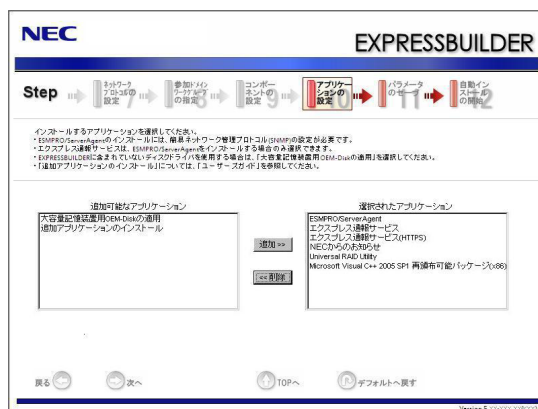 NEC
EXPRESSBUILDER
Step
ネットワーク
プロトコルの
設定 7
参加ドメイン
ワークグループ
の指定 8
コンポー
ネントの
設定 9
アプリケー
ションの
設定 10
パラメータ
のセーブ 11
自動イン
ストール
の開始 12
インストールするアプリケーションを選択してください。
・ESMPRO/ServerAgentのインストールには、簡易ネットワーク管理プロトコル(SNMP)の設定が必要です。
・エクスプレス通報サービスは、ESMPRO/ServerAgentをインストールする場合のみ選択できます。
・EXPRESSBUILDERに含まれていないディスクドライバを使用する場合は、「大容量記憶装置用OEM-Diskの適用」を選択してください。
・「追加アプリケーションのインストール」については、「ユーザーズガイド」を参照してください。
追加可能なアプリケーション
大容量記憶装置用OEM-Diskの適用
追加アプリケーションのインストール
追加 >>
<< 削除
選択されたアプリケーション
ESMPRO/ServerAgent
エクスプレス通報サービス
エクスプレス通報サービス(HTTPS)
NECからのお知らせ
Universal RAID Utility
Microsoft Visual C++ 2005 SP1 再頒布可能パッケージ(x86)
戻る
次へ
TOPへ
デフォルトへ戻す